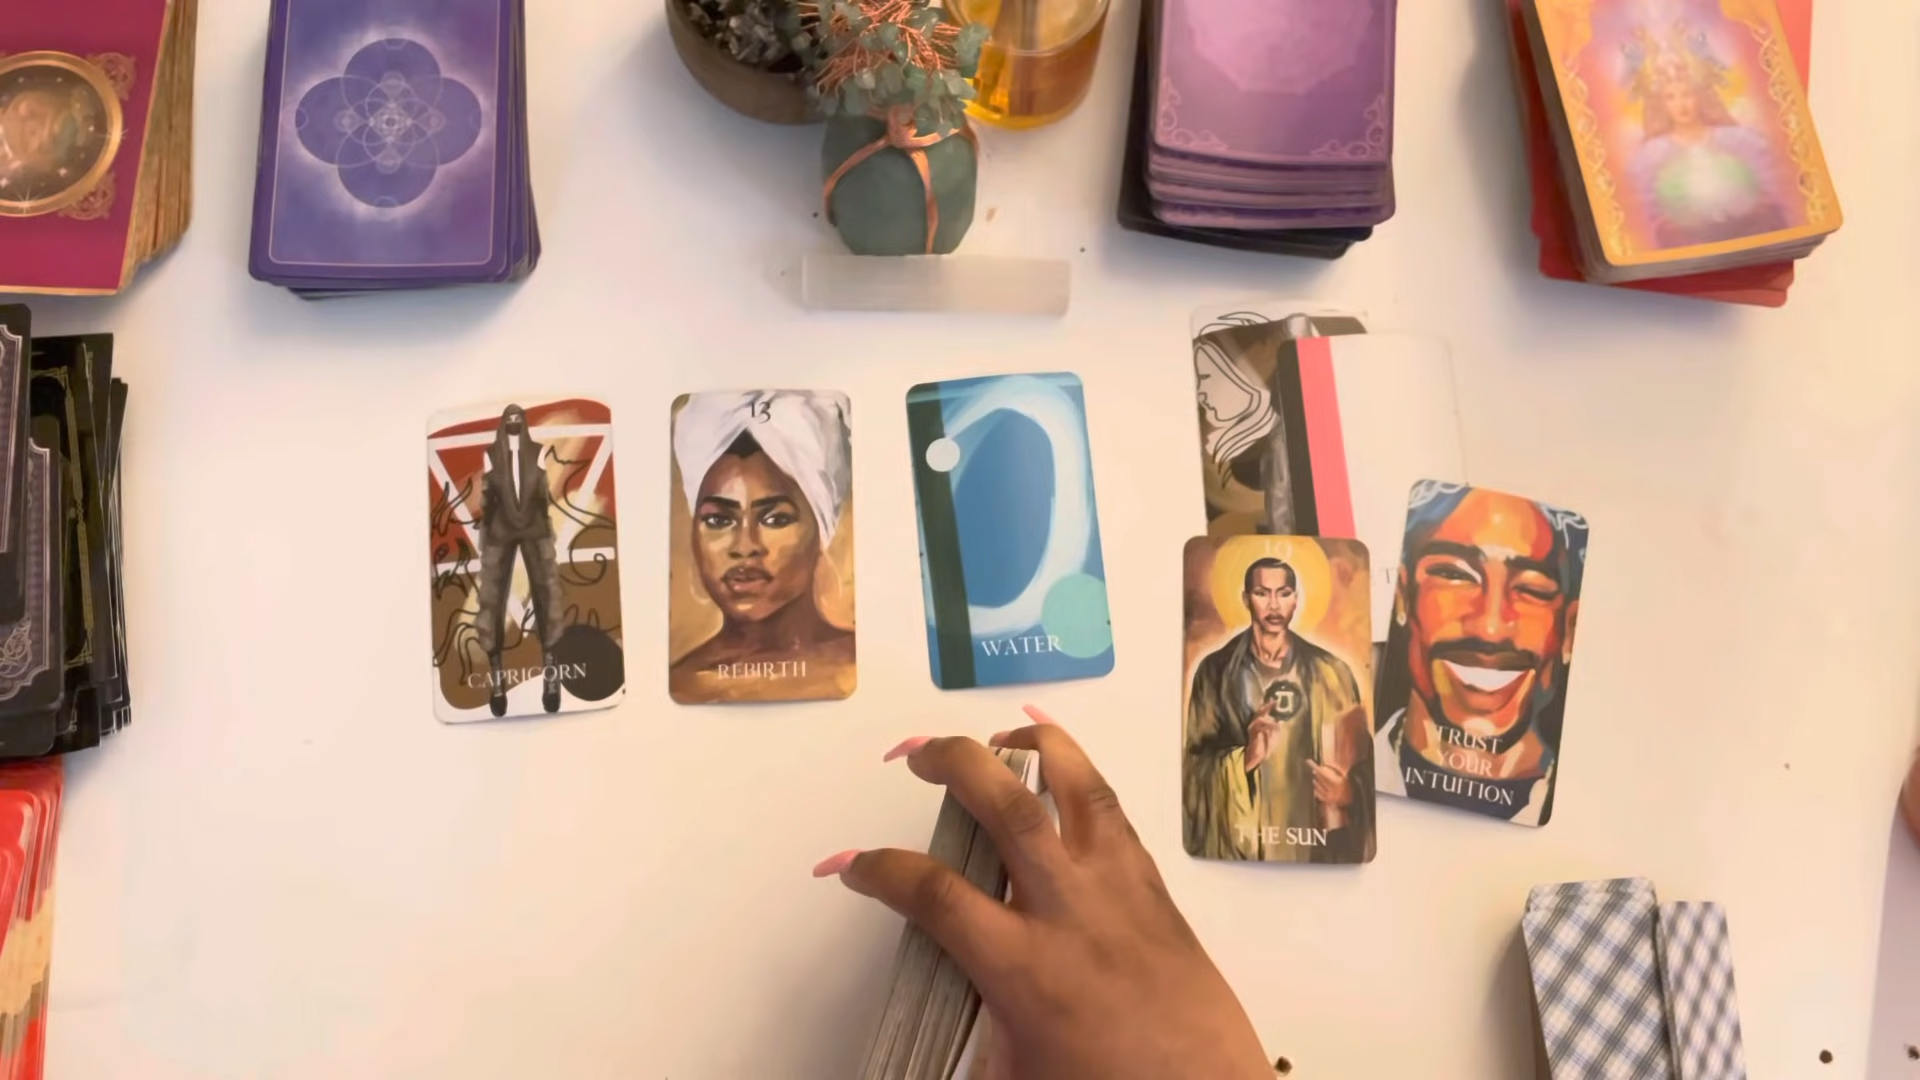 CAPRICORN
13
REBIRTH
WATER
19
THE SUN
TRUST
YOUR
INTUITION